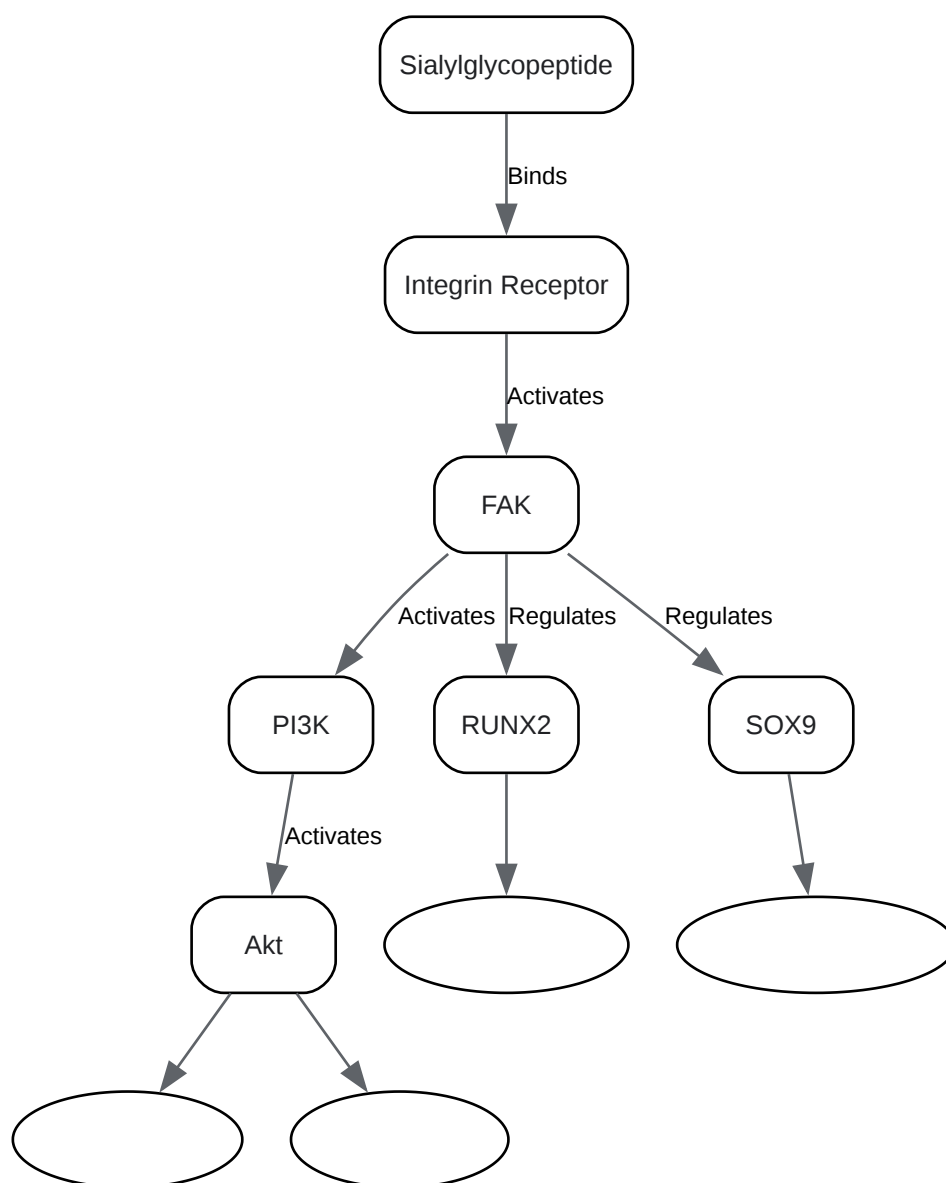 Sialylglycopeptide
Binds
Integrin Receptor
Activates
FAK
Activates
Regulates
Regulates
PI3K
RUNX2
SOX9
Activates
Akt